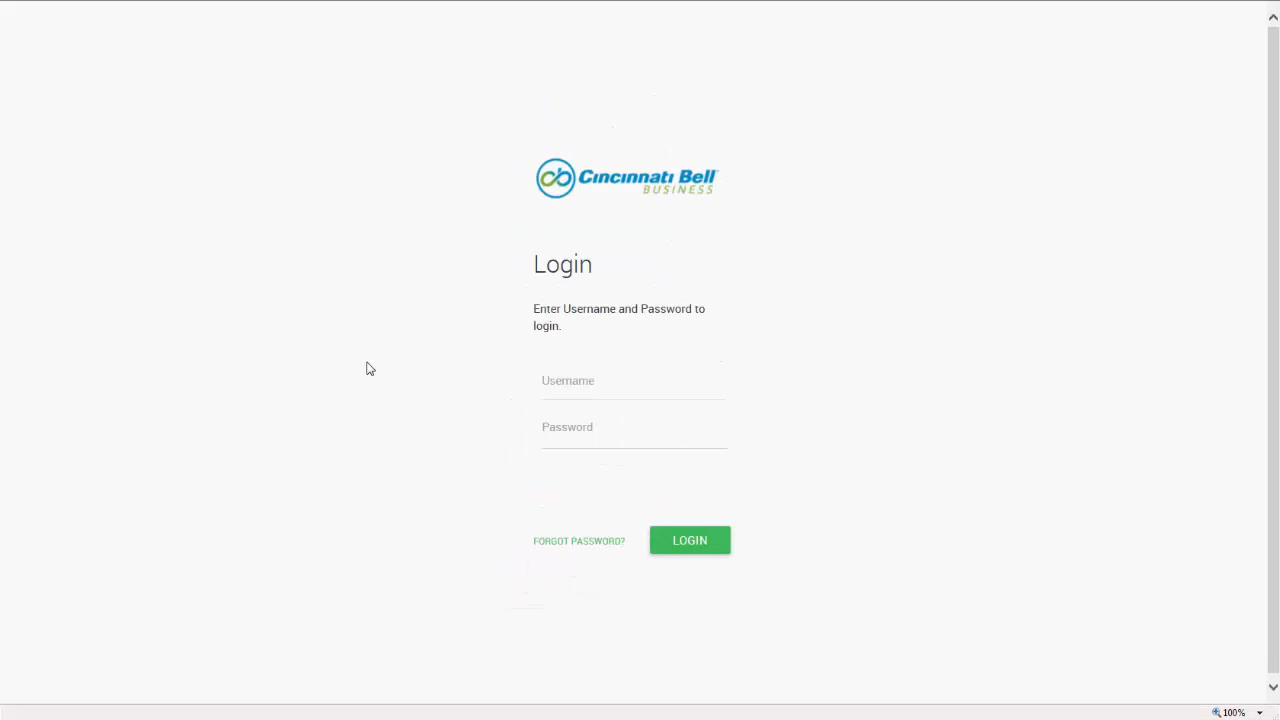 Cincinnati Bell
BUSINESS
Login
Enter Username and Password to
login.
Username
Password
FORGOT PASSWORD?
LOGIN
100%